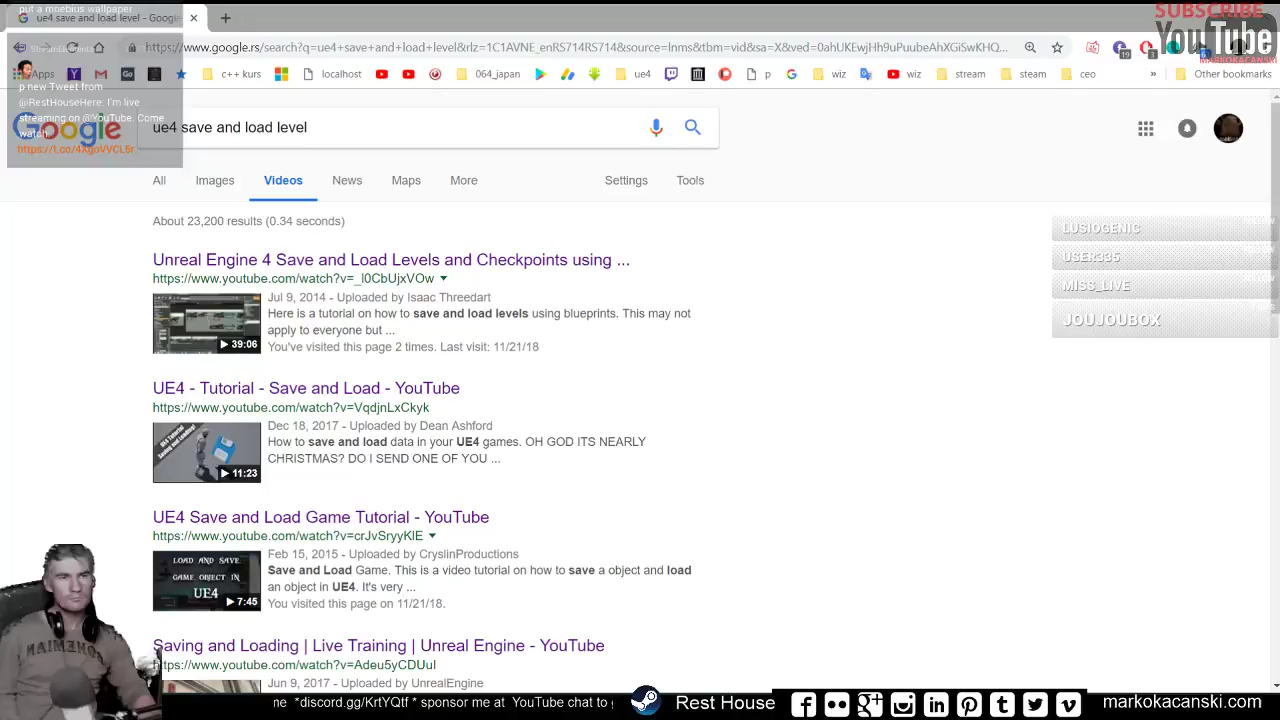 put a moebius wallpaper
ue4 save and load level - Google
SUBSCRIBE
YouTube
MARKOKACANSKI.COM
https://www.google.rs/search?q=ue4+save+and+load+level&rlz=1C1AVNE_enRS714RS714&source=lnms&tbm=vid&sa=X&ved=0ahUKEwjHh9uPuubeAhXGiSwKHQ...
StreamElements
Apps
c++ kurs
localhost
064_japan
ue4
p
wiz
wiz
stream
steam
ceo
»
Other bookmarks
p new Tweet from
@RestHouseHere: I'm live
streaming on @YouTube. Come
watch
https://t.co/4XgoVVCL5r
Google
ue4 save and load level
All
Images
Videos
News
Maps
More
Settings
Tools
About 23,200 results (0.34 seconds)
LUSIOGENIC
USER335
MISS_LIVE
JOUJOUBOX
Unreal Engine 4 Save and Load Levels and Checkpoints using ...
https://www.youtube.com/watch?v=_l0CbUjxVOw
Jul 9, 2014 - Uploaded by Isaac Threedart
Here is a tutorial on how to save and load levels using blueprints. This may not
apply to everyone but ...
You've visited this page 2 times. Last visit: 11/21/18
39:06
UE4 - Tutorial - Save and Load - YouTube
https://www.youtube.com/watch?v=VqdjnLxCkyk
Dec 18, 2017 - Uploaded by Dean Ashford
How to save and load data in your UE4 games. OH GOD ITS NEARLY
CHRISTMAS? DO I SEND ONE OF YOU ...
11:23
UE4 Save and Load Game Tutorial - YouTube
https://www.youtube.com/watch?v=crJvSryyKlE
Feb 15, 2015 - Uploaded by CryslinProductions
Save and Load Game. This is a video tutorial on how to save a object and load
an object in UE4. It's very ...
You visited this page on 11/21/18.
LOAD AND SAVE
GAME OBJECT IN
UE4
7:45
Saving and Loading | Live Training | Unreal Engine - YouTube
https://www.youtube.com/watch?v=Adeu5yCDUuI
Jun 9, 2017 - Uploaded by UnrealEngine
ne *discord.gg/KrtYQtf * sponsor me at YouTube chat to g
Rest House
markokacanski.com